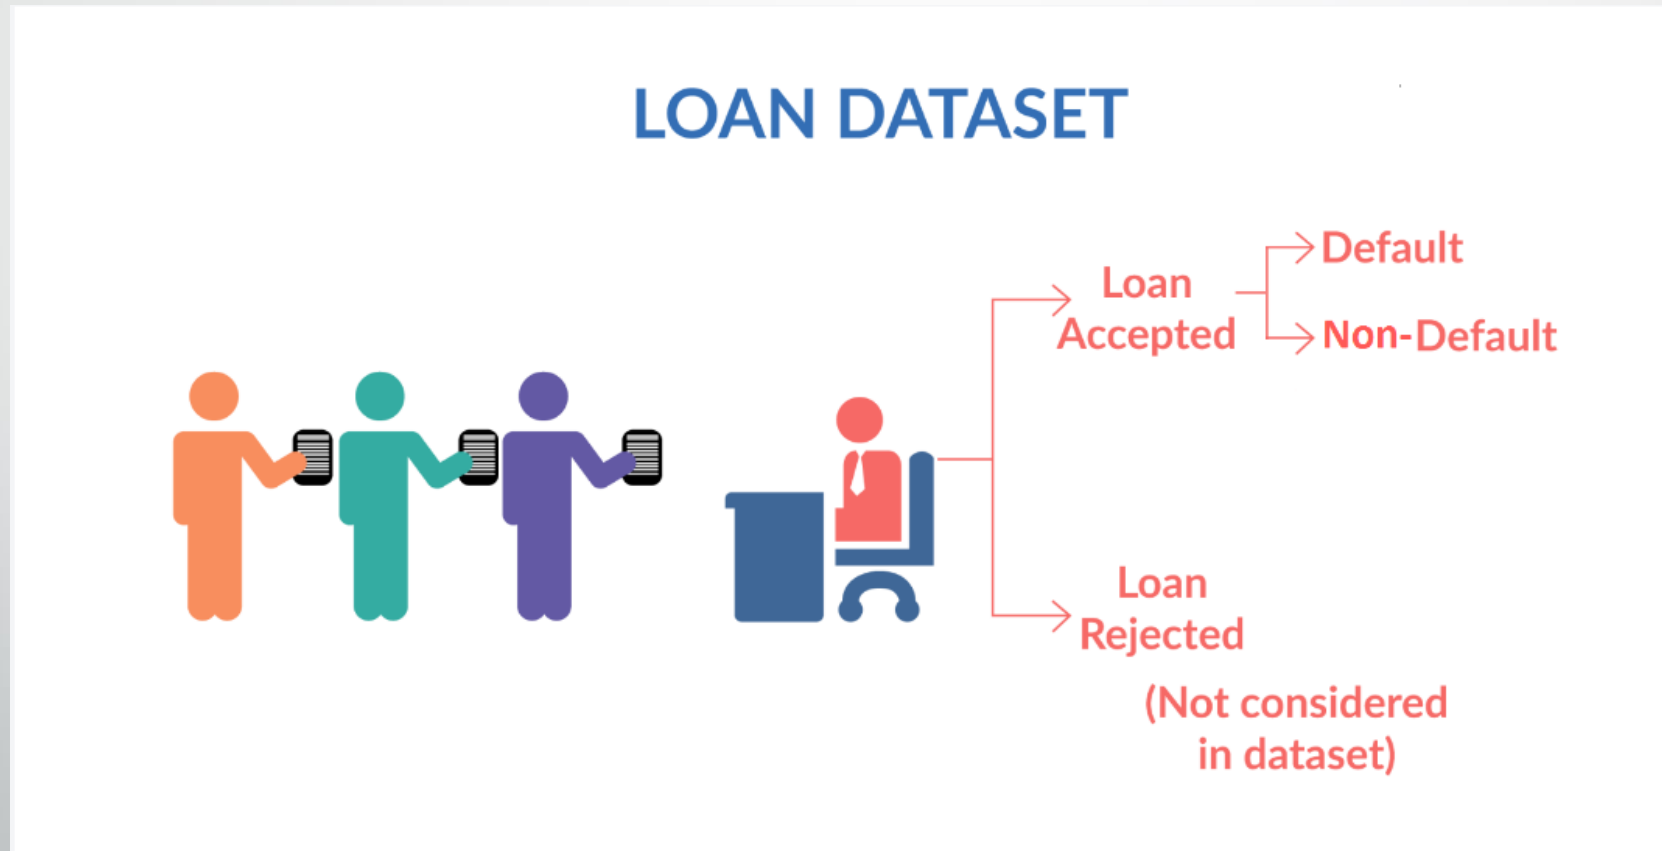 LOAN DATASET
Default
Loan
Accepted
Non-Default
Loan
Rejected
(Not considered
in dataset)